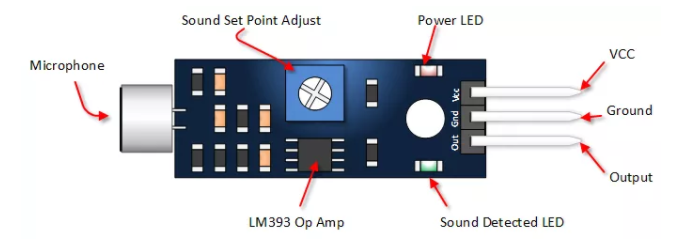 Sound Set Point Adjust
Power LED
VCC
Microphone
Vcc
Gnd
Ground
Out
Output
LM393 Op Amp
Sound Detected LED